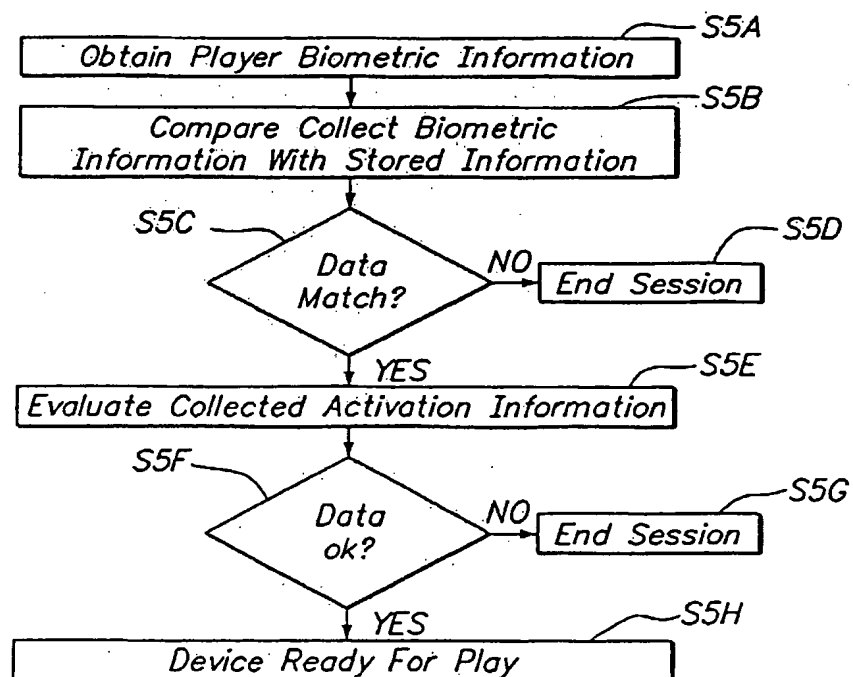 S5A
Obtain Player Biometric Information
S5B
Compare Collect Biometric
Information With Stored Information
S5C
Data
Match?
NO
S5D
End Session
YES
S5E
Evaluate Collected Activation Information
S5F
Data
ok?
NO
S5G
End Session
YES
S5H
Device Ready For Play